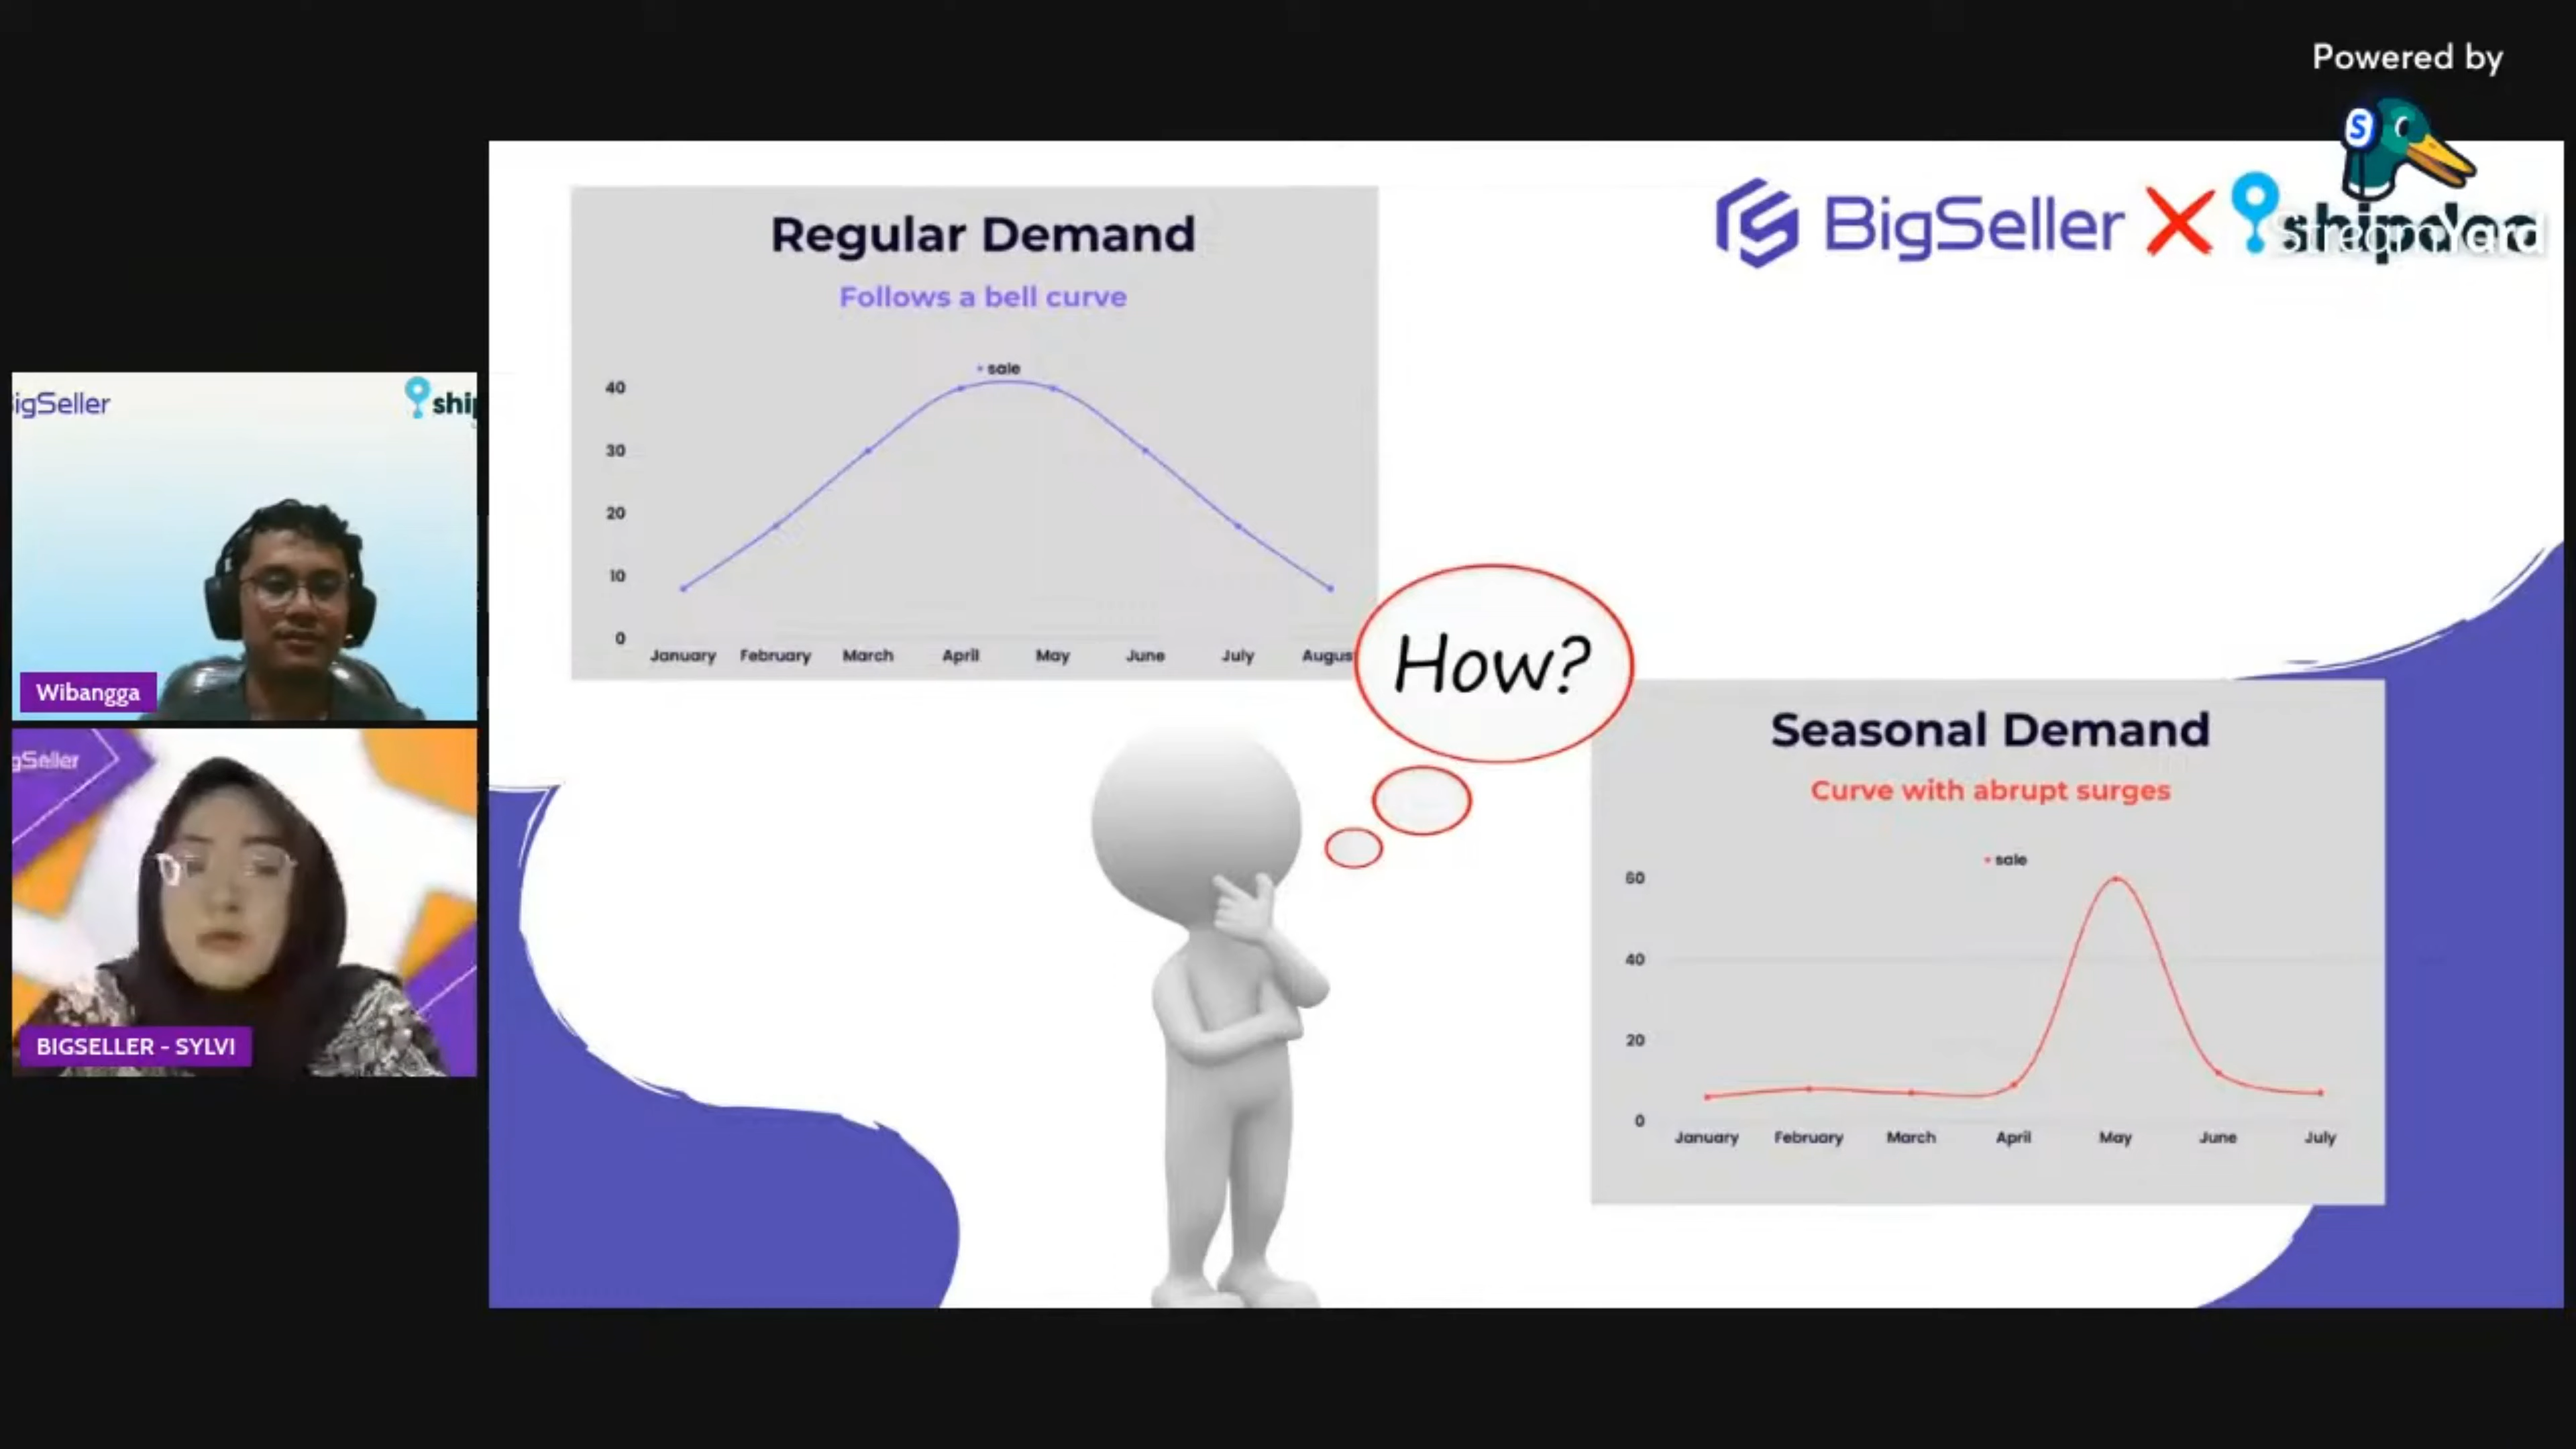 Powered by
BigSeller
Regular Demand
Follows a bell curve
sale
40
30
20
10
0
January February March April May June July Augus
How?
Seasonal Demand
Curve with abrupt surges
sale
60
40
20
0
January February March April May June July
igSeller
ship
Wibangga
gSeller
BIGSELLER - SYLVI